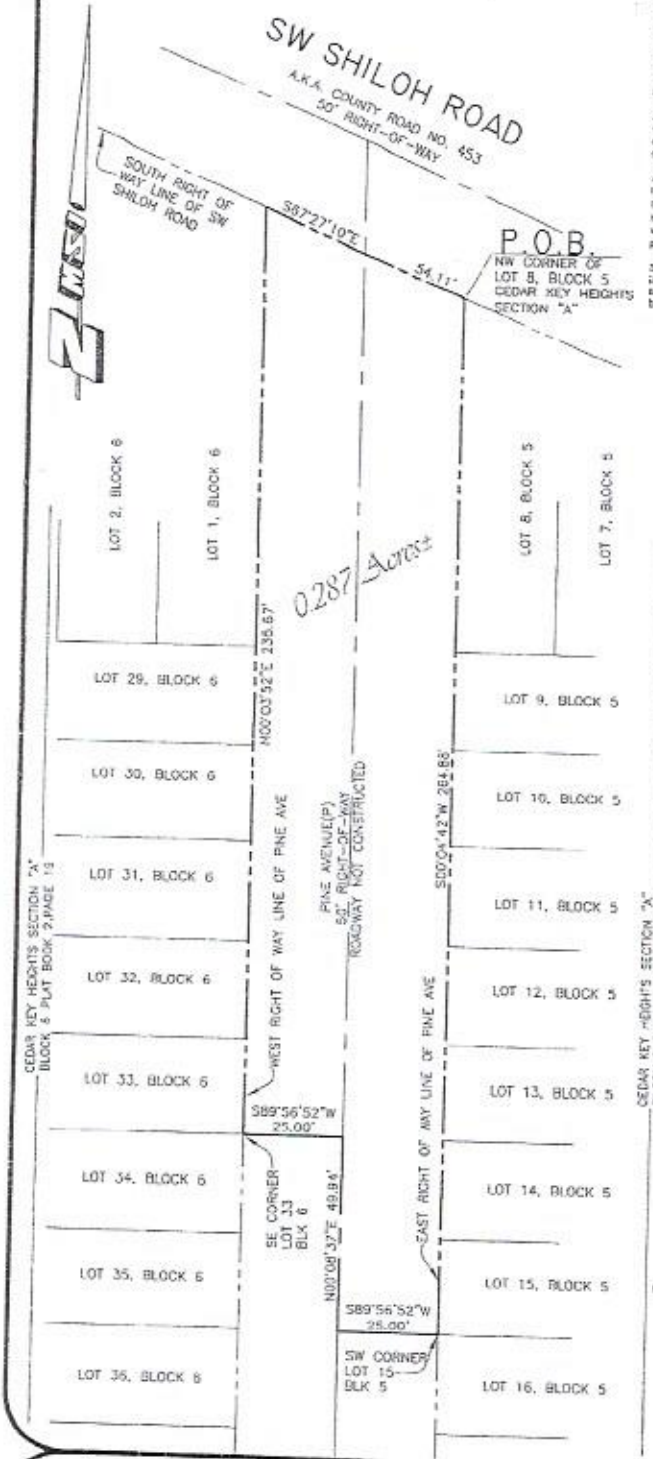 SW SHILOH ROAD
A.K.A. COUNTY ROAD NO. 453
50' RIGHT-OF-WAY
SOUTH RIGHT OF
WAY LINE OF SW
SHILOH ROAD
S67°27'10"E
54.11'
P.O.B.
NW CORNER OF
LOT 8, BLOCK 5
CEDAR KEY HEIGHTS
SECTION "A"
N
LOT 2, BLOCK 6
LOT 1, BLOCK 6
LOT 8, BLOCK 5
LOT 7, BLOCK 5
0.287 Acres±
N00°03'52"E 236.67'
S00°04'42"W 264.88'
LOT 29, BLOCK 6
LOT 30, BLOCK 6
LOT 31, BLOCK 6
LOT 32, BLOCK 6
LOT 33, BLOCK 6
LOT 34, BLOCK 6
LOT 35, BLOCK 6
LOT 36, BLOCK 6
LOT 9, BLOCK 5
LOT 10, BLOCK 5
LOT 11, BLOCK 5
LOT 12, BLOCK 5
LOT 13, BLOCK 5
LOT 14, BLOCK 5
LOT 15, BLOCK 5
LOT 16, BLOCK 5
CEDAR KEY HEIGHTS SECTION "A"
BLOCK 6 PLAT BOOK 2, PAGE
WEST RIGHT OF WAY LINE OF PINE AVE
PINE AVENUE(P)
50' RIGHT-OF-WAY
ROADWAY NOT CONSTRUCTED
EAST RIGHT OF WAY LINE OF PINE AVE
CEDAR KEY HEIGHTS SECTION "A"
S89°56'52"W
25.00'
SE CORNER
LOT 33
BLK 6
N00°08'37"E 49.94'
S89°56'52"W
25.00'
SW CORNER
LOT 15
BLK 5